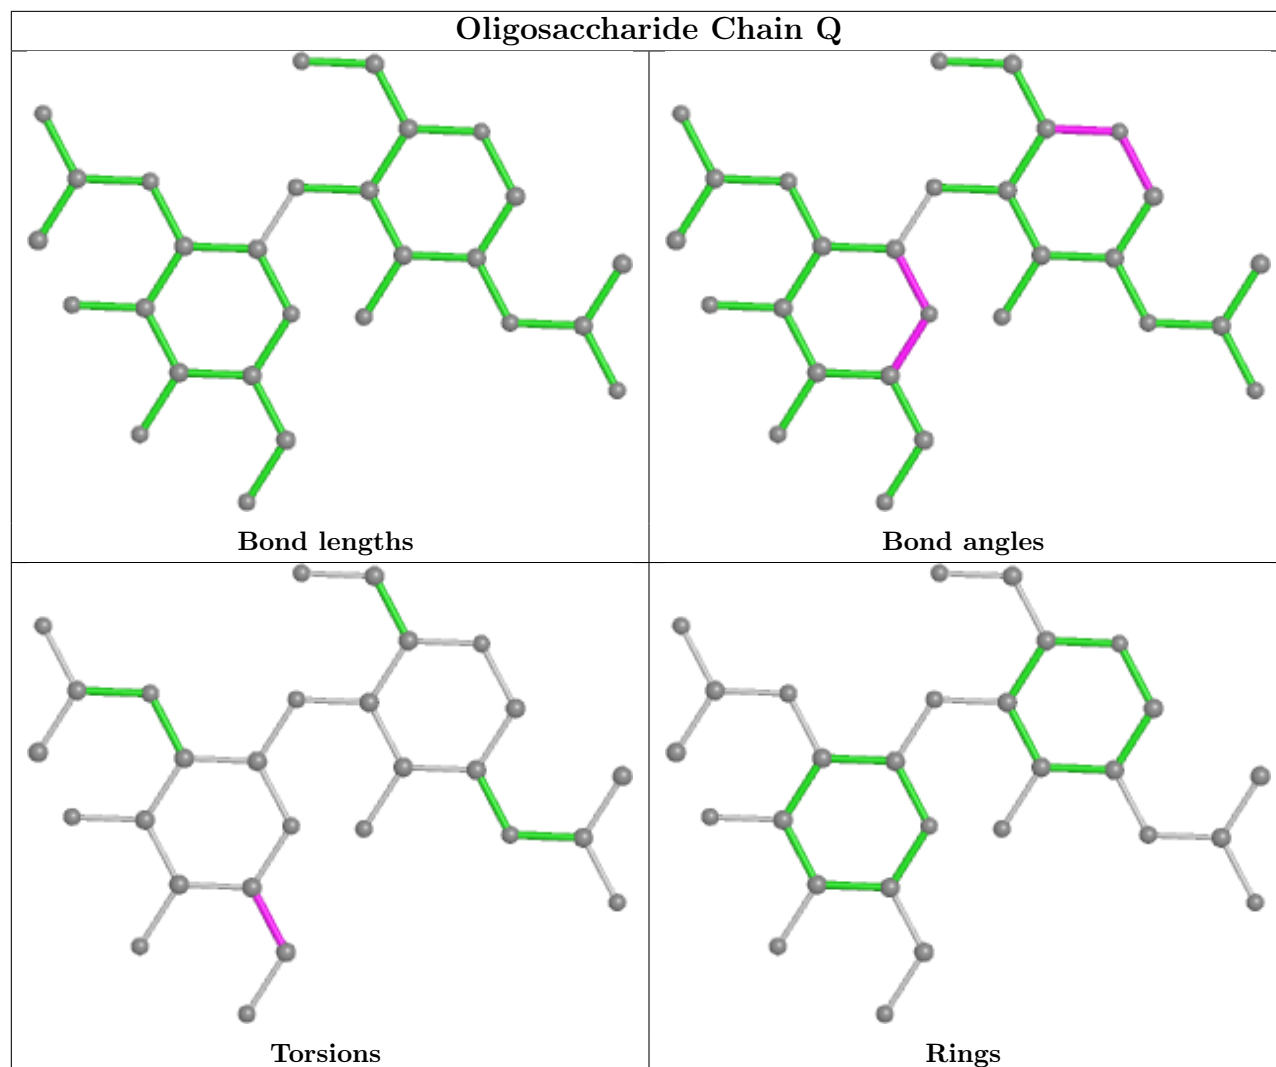 Oligosaccharide Chain Q
Bond lengths
Bond angles
Torsions
Rings